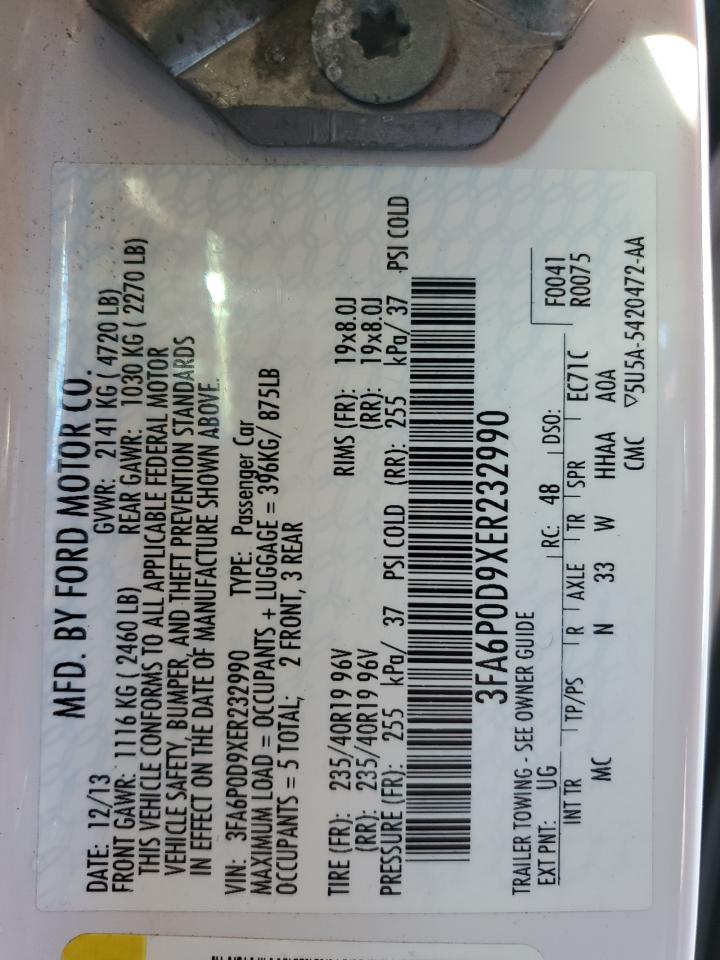 MFD. BY FORD MOTOR CO.
DATE: 12/13 GVWR: 2141 KG ( 4720 LB)
FRONT GAWR: 1116 KG ( 2460 LB) REAR GAWR: 1030 KG ( 2270 LB)
THIS VEHICLE CONFORMS TO ALL APPLICABLE FEDERAL MOTOR
VEHICLE SAFETY, BUMPER, AND THEFT PREVENTION STANDARDS
IN EFFECT ON THE DATE OF MANUFACTURE SHOWN ABOVE.
VIN: 3FA6P0D9XER232990 TYPE: Passenger Car
MAXIMUM LOAD = OCCUPANTS + LUGGAGE = 396KG/ 875LB
OCCUPANTS = 5 TOTAL; 2 FRONT, 3 REAR
TIRE (FR): 235/40R19 96V RIMS (FR): 19x8.0J
(RR): 235/40R19 96V (RR): 19x8.0J
PRESSURE (FR): 255 kPa/ 37 PSI COLD (RR): 255 kPa/ 37 PSI COLD
3FA6P0D9XER232990
TRAILER TOWING - SEE OWNER GUIDE F0041
EXT PNT: UG RC: 48 DSO: R0075
INT TR TP/PS R AXLE TR SPR EC71C
MC N 33 W HHAA A0A
CMC ▽5U5A-5420472-AA